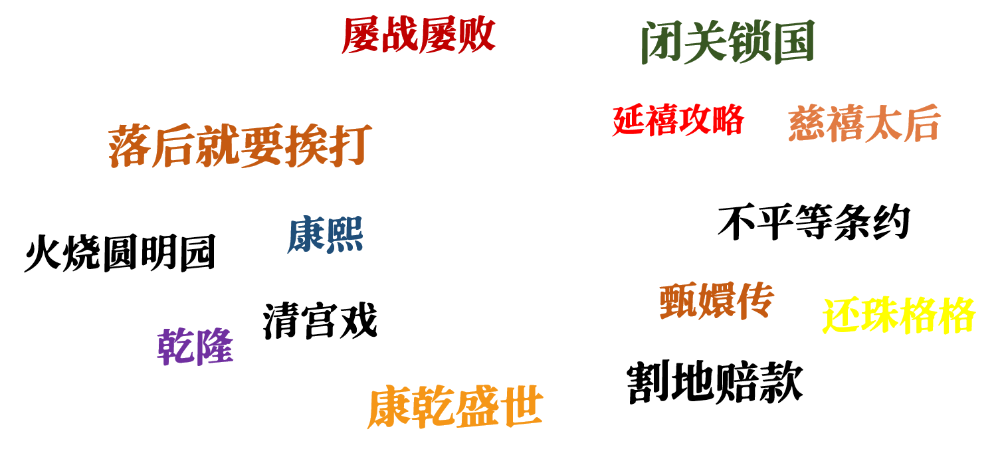 屡战屡败
闭关锁国
延禧攻略
慈禧太后
落后就要挨打
不平等条约
康熙
火烧圆明园
甄嬛传
还珠格格
清宫戏
乾隆
割地赔款
康乾盛世